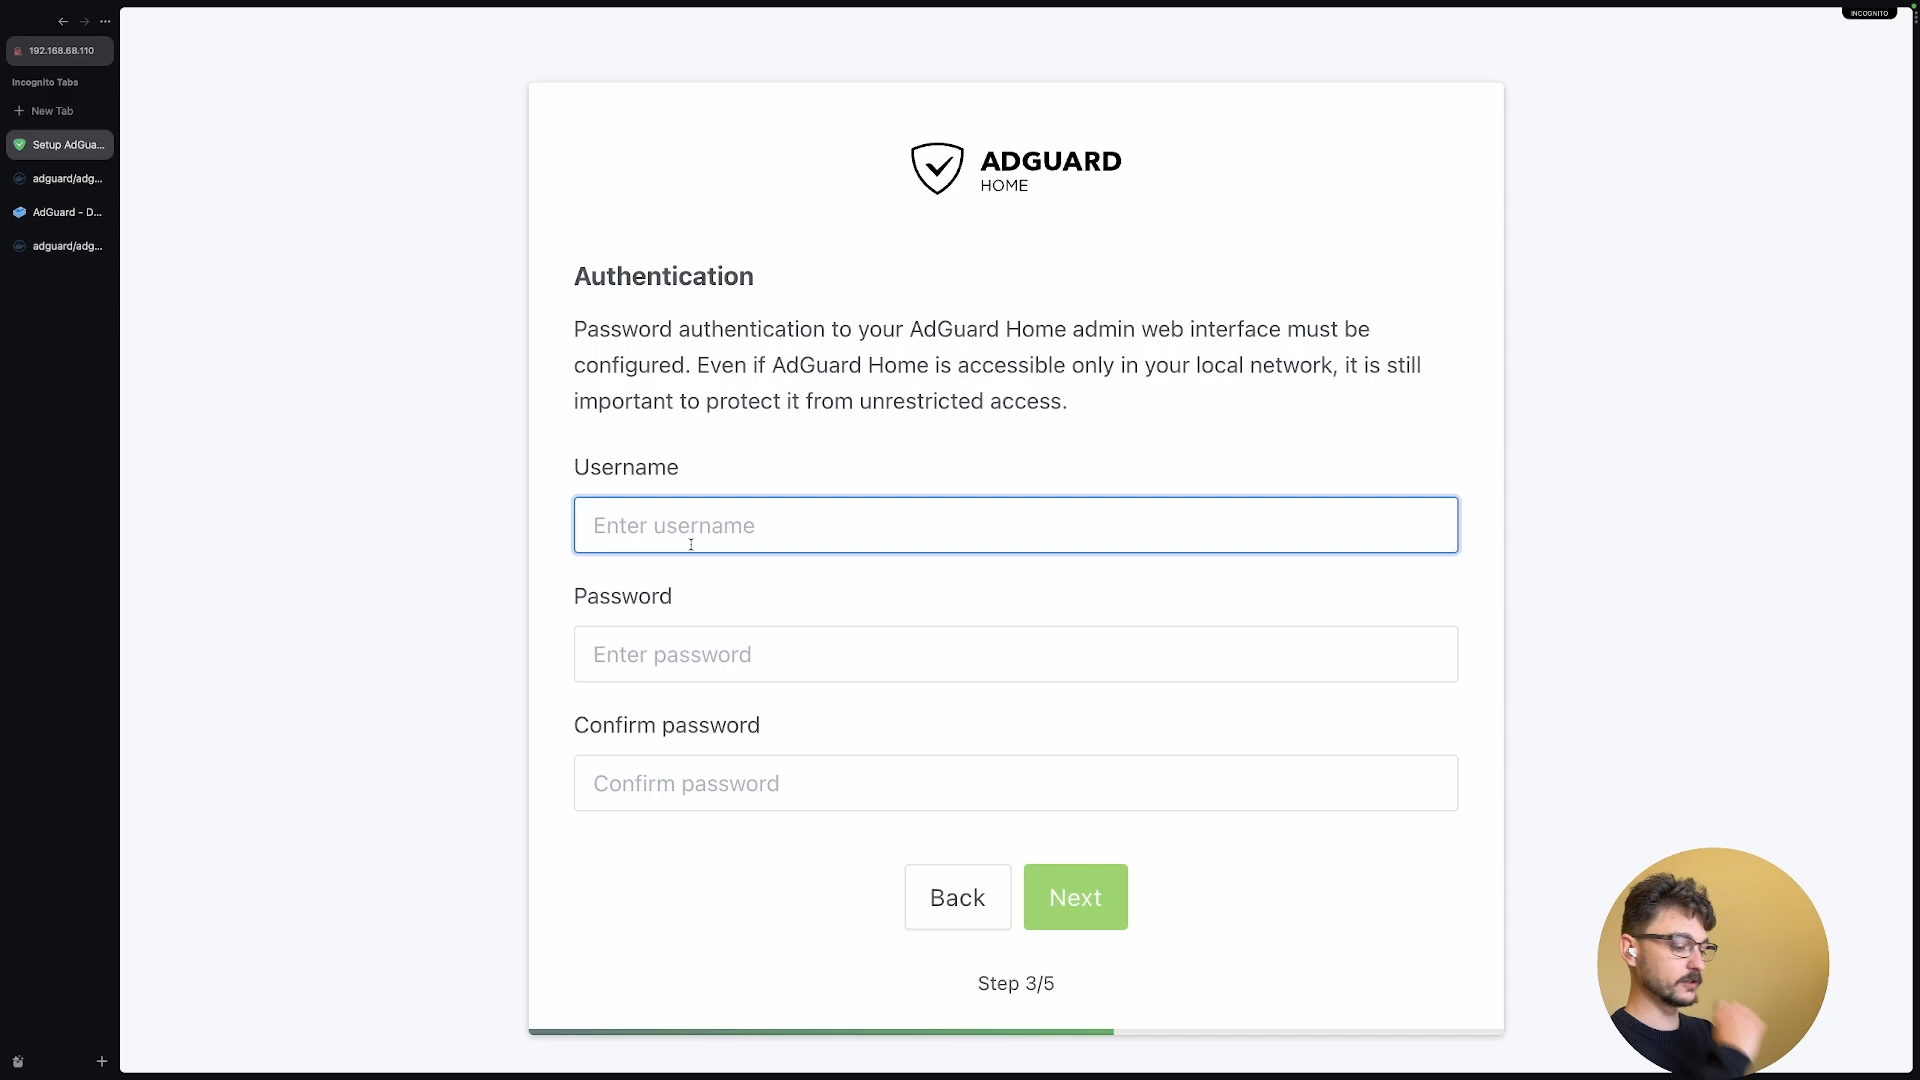 INCOGNITO
192.168.68.110
Incognito Tabs
New Tab
Setup AdGua...
adguard/adg...
AdGuard - D...
adguard/adg...
ADGUARD
HOME
Authentication
Password authentication to your AdGuard Home admin web interface must be
configured. Even if AdGuard Home is accessible only in your local network, it is still
important to protect it from unrestricted access.
Username
Enter username
Password
Enter password
Confirm password
Confirm password
Back
Next
Step 3/5